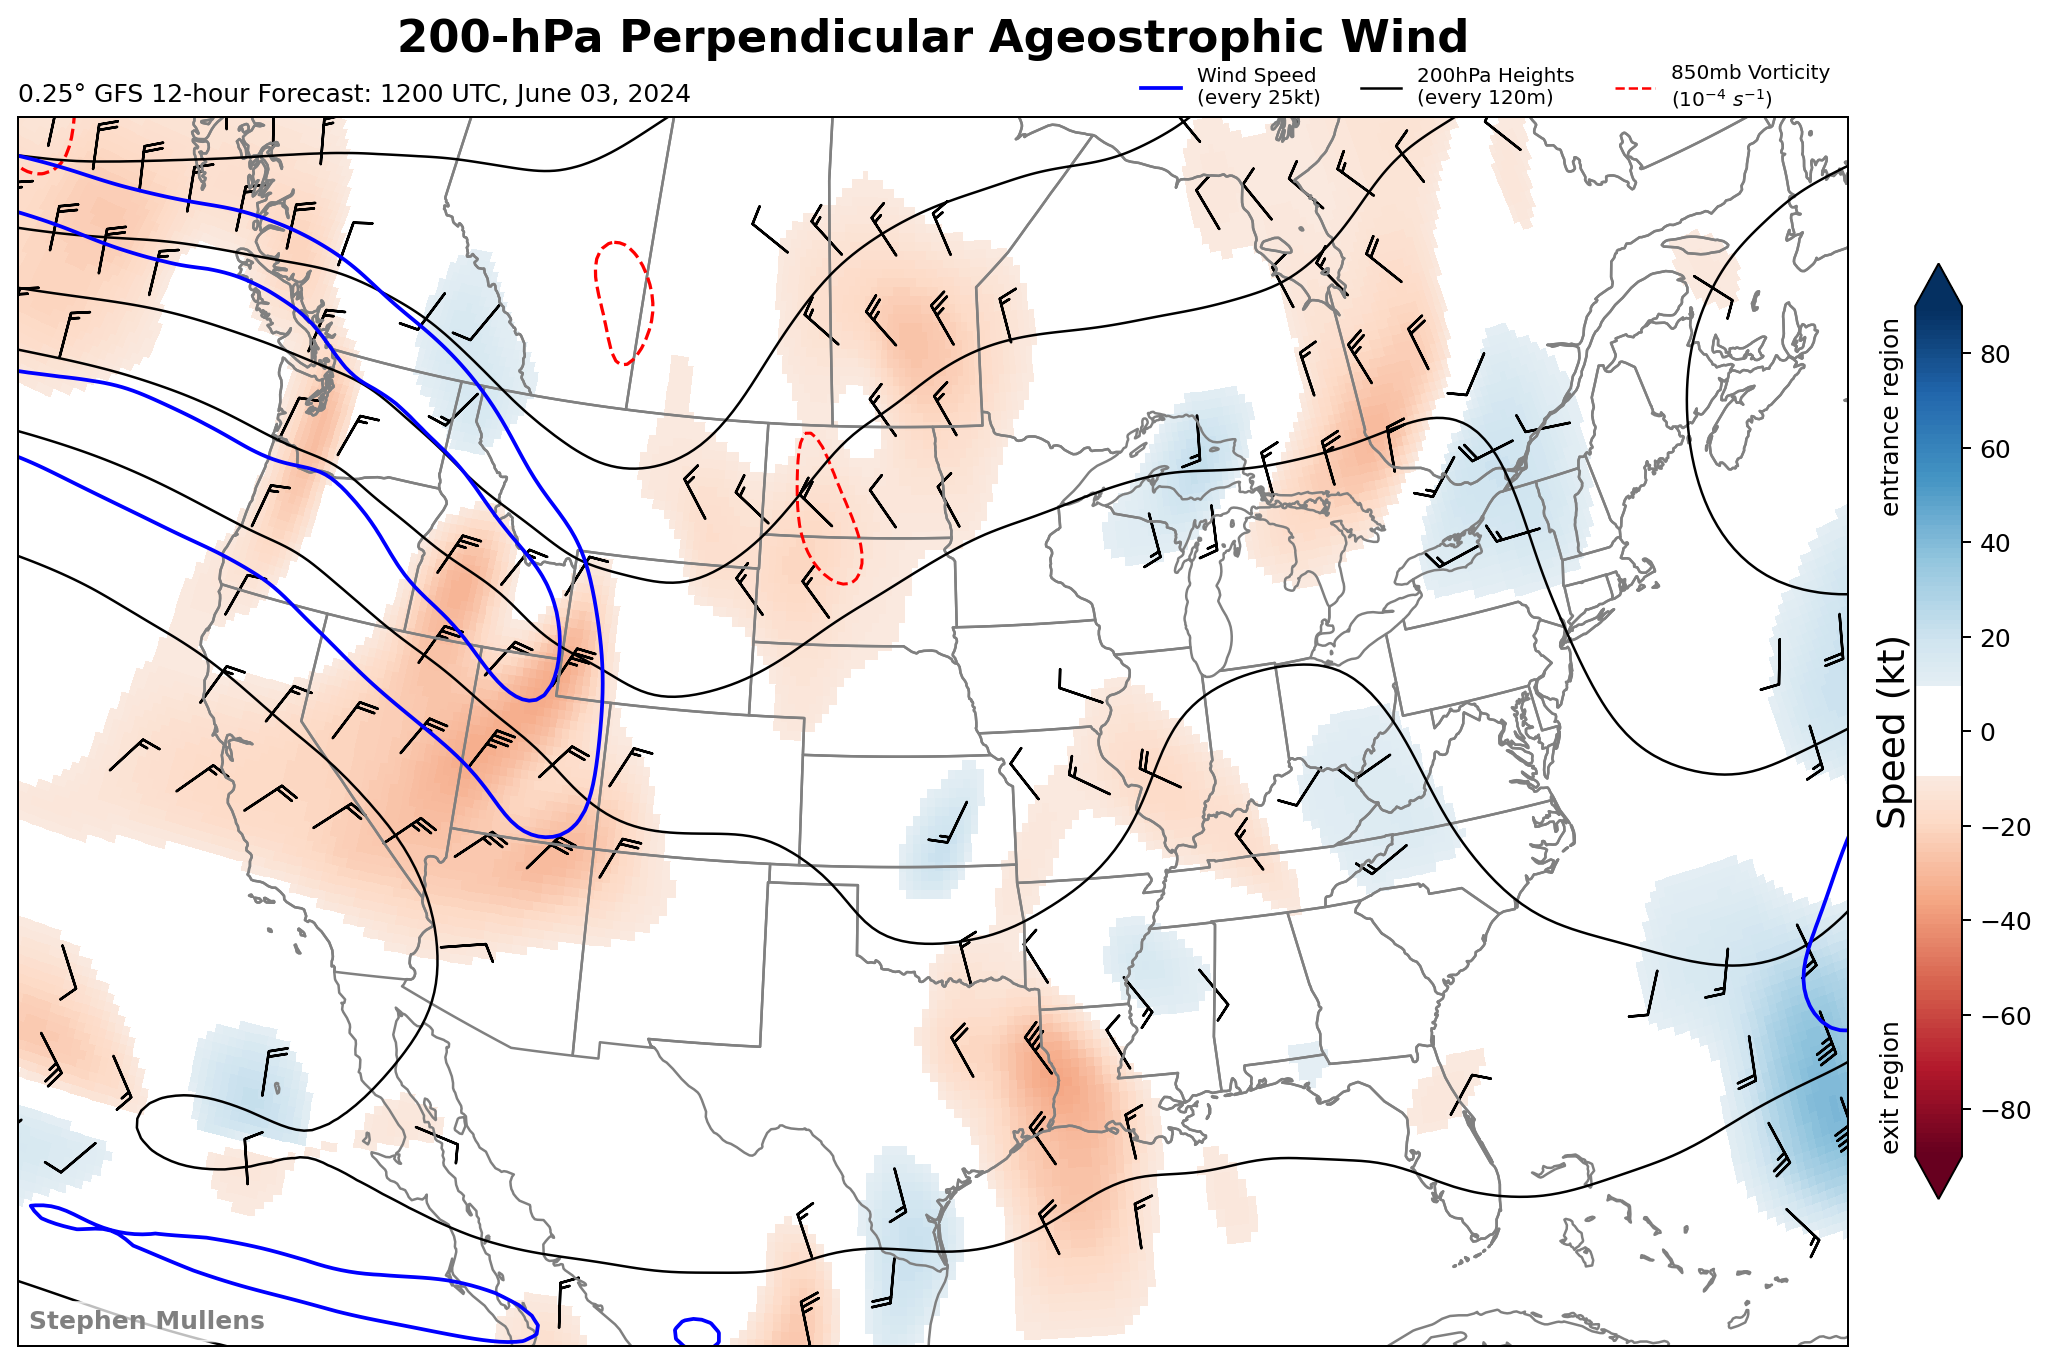 200-hPa Perpendicular Ageostrophic Wind
0.25° GFS 12-hour Forecast: 1200 UTC, June 03, 2024
Wind Speed
(every 25kt)
200hPa Heights
(every 120m)
850mb Vorticity
(10⁻⁴ s⁻¹)
entrance region
Speed (kt)
exit region
80
60
40
20
0
−20
−40
−60
−80
Stephen Mullens